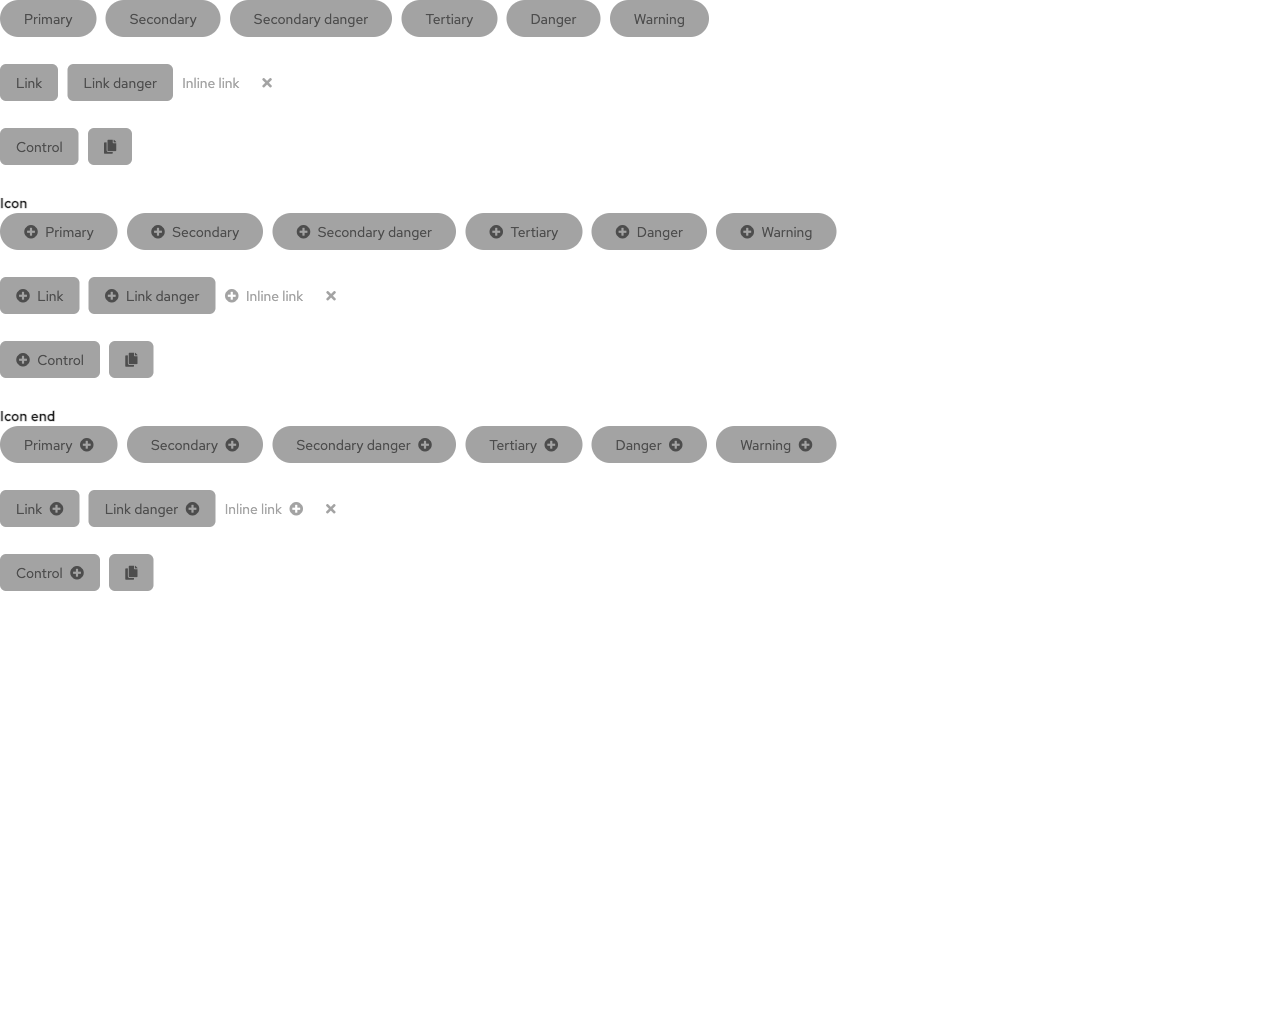 Primary Secondary Secondary danger Tertiary Danger Warning
Link Link danger Inline link
Control
Icon
Primary Secondary Secondary danger Tertiary Danger Warning
Link Link danger Inline link
Control
Icon end
Primary Secondary Secondary danger Tertiary Danger Warning
Link Link danger Inline link
Control